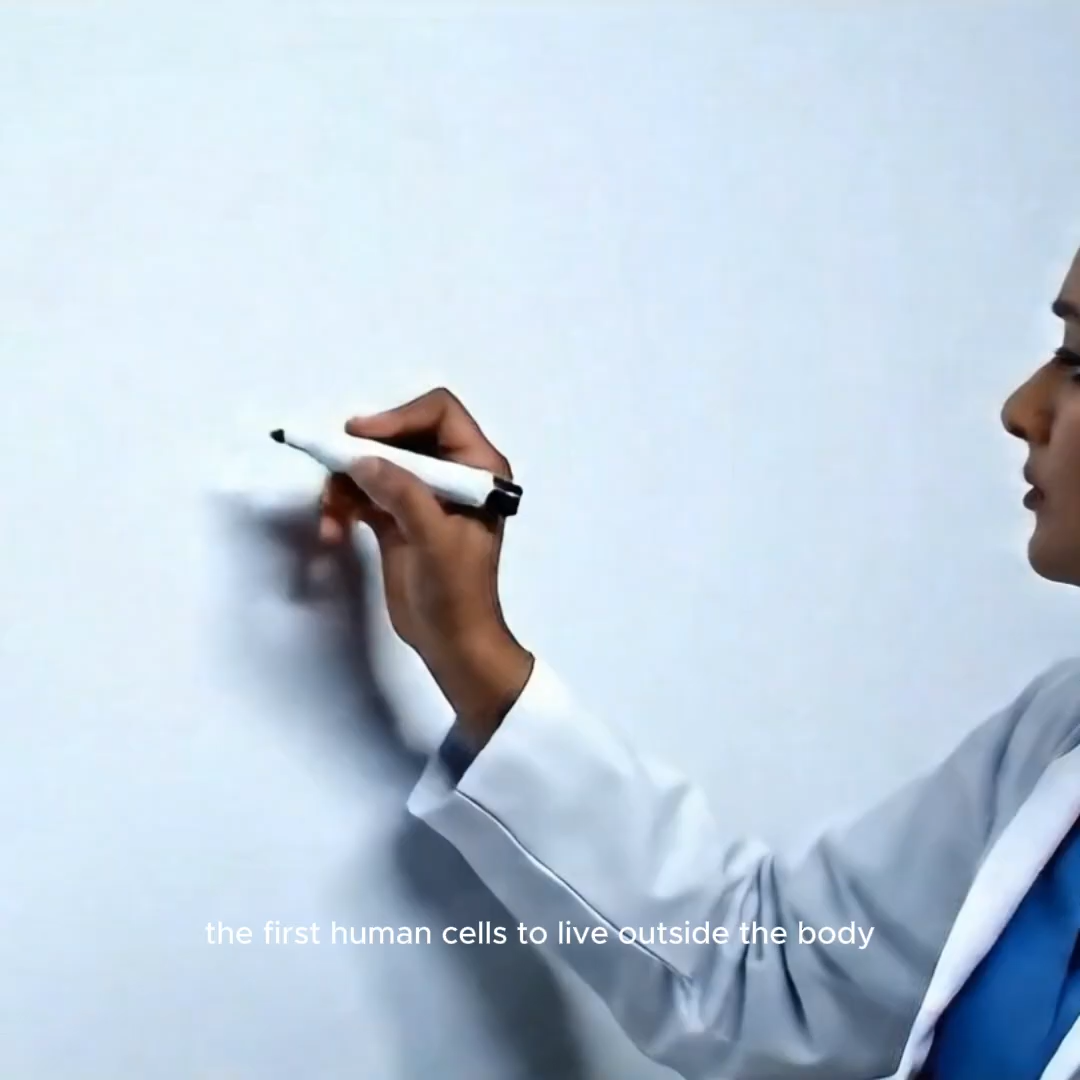 the first human cells to live outside the body